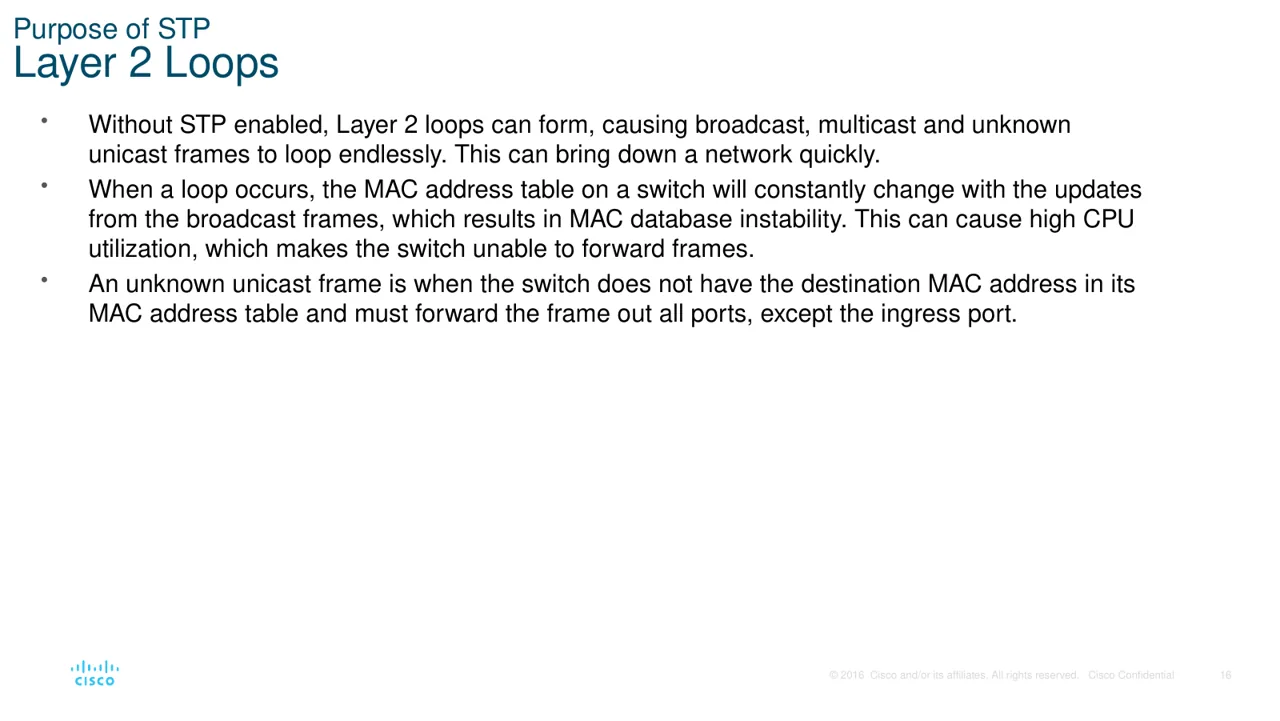 Purpose of STP
Layer 2 Loops
• Without STP enabled, Layer 2 loops can form, causing broadcast, multicast and unknown
unicast frames to loop endlessly. This can bring down a network quickly.
• When a loop occurs, the MAC address table on a switch will constantly change with the updates
from the broadcast frames, which results in MAC database instability. This can cause high CPU
utilization, which makes the switch unable to forward frames.
• An unknown unicast frame is when the switch does not have the destination MAC address in its
MAC address table and must forward the frame out all ports, except the ingress port.
CISCO
© 2016 Cisco and/or its affiliates. All rights reserved. Cisco Confidential 16